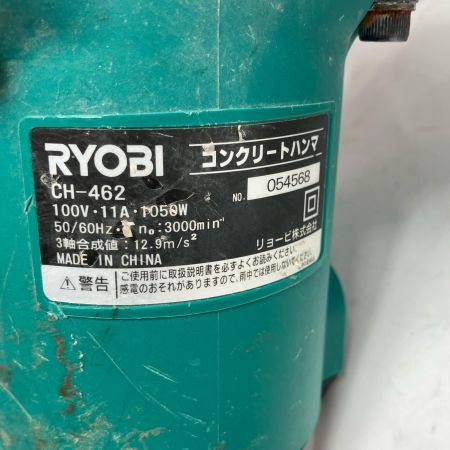 RYOBI コンクリートハンマ
CH-462
NO. 054568
100V・11A・1050W
50/60Hz・ n₀:3000min⁻¹
3軸合成値:12.9m/s²
MADE IN CHINA
リョービ株式会社
⚠警告
ご使用前に取扱説明書を必ずよくお読みください。
感電のおそれがありますので、雨中では使用しないでください。